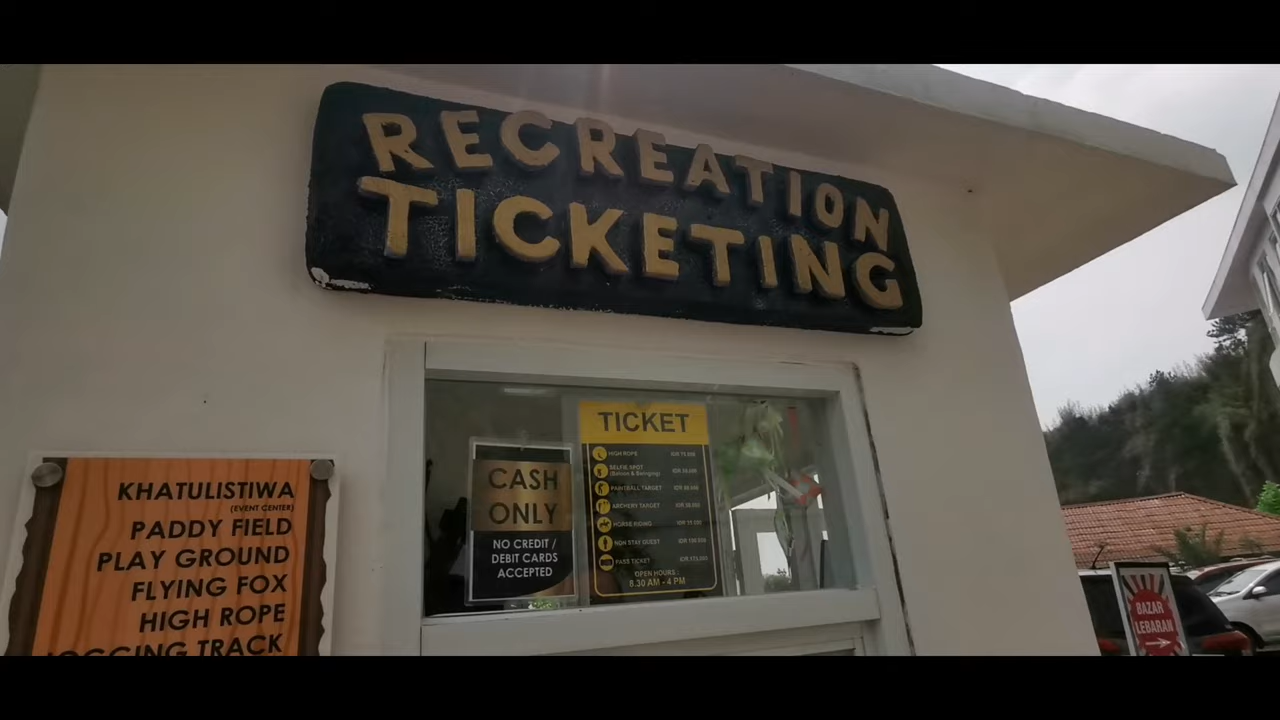 RECREATION
TICKETING
KHATULISTIWA
(EVENT CENTER)
PADDY FIELD
PLAY GROUND
FLYING FOX
HIGH ROPE
JOGGING TRACK
CASH
ONLY
NO CREDIT /
DEBIT CARDS
ACCEPTED
TICKET
HIGH ROPE
SELFIE SPOT
(Baloon & Swinging)
PAINTBALL TARGET
ARCHERY TARGET
HORSE RIDING
NON STAY GUEST
PASS TICKET
OPEN HOURS :
8.30 AM - 4 PM
BAZAR
LEBARAN